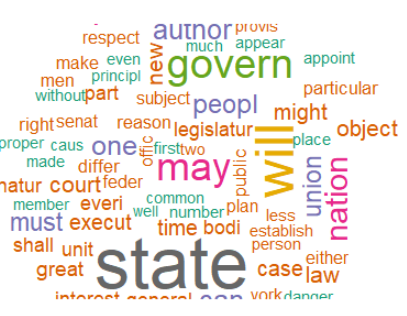 author provis
respect much appear
make even new govern appoint
men principl
without part subject peopl particular
right senat reason legislatur might object
proper caus one offic first two will place
made differ may public union nation
natur court feder
member everi common
must execut well number plan less
shall unit time bodi establish
great state person either
case law
interest general can york danger